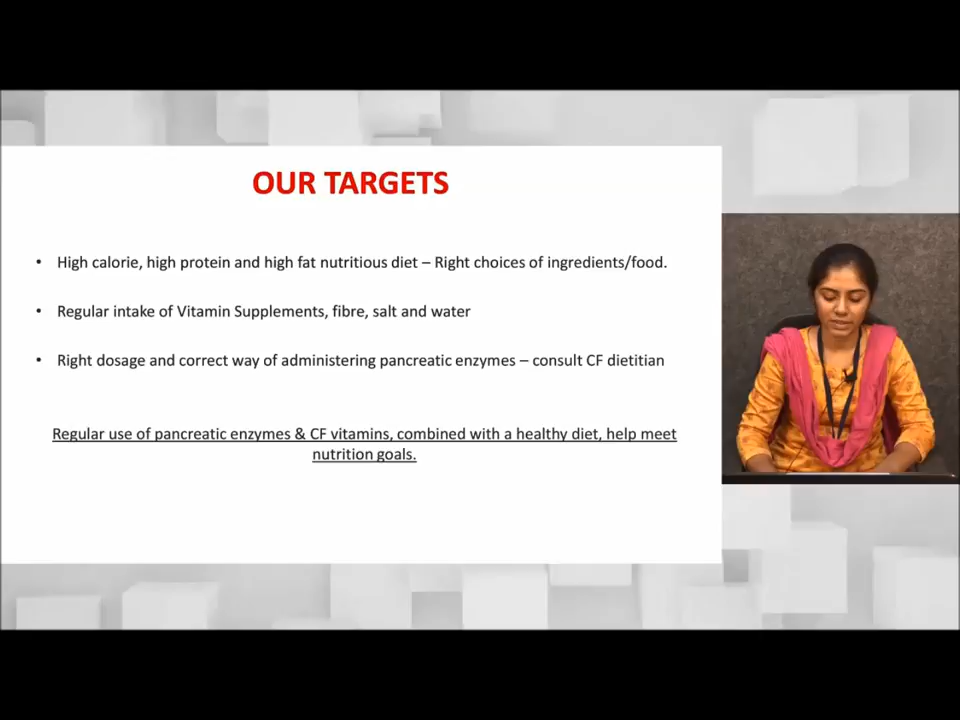 OUR TARGETS
• High calorie, high protein and high fat nutritious diet – Right choices of ingredients/food.
• Regular intake of Vitamin Supplements, fibre, salt and water
• Right dosage and correct way of administering pancreatic enzymes – consult CF dietitian
Regular use of pancreatic enzymes & CF vitamins, combined with a healthy diet, help meet
nutrition goals.